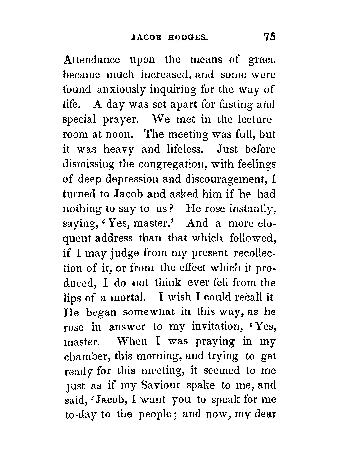 JACOB HODGES. 75
Attendance upon the means of grace
became much increased, and some were
found anxiously inquiring for the way of
life. A day was set apart for fasting and
special prayer. We met in the lecture
room at noon. The meeting was full, but
it was heavy and lifeless. Just before
dismissing the congregation, with feelings
of deep depression and discouragement, I
turned to Jacob and asked him if he had
nothing to say to us? He rose instantly,
saying, ‘Yes, master.’ And a more elo-
quent address than that which followed,
if I may judge from my present recollec-
tion of it, or from the effect which it pro-
duced, I do not think ever fell from the
lips of a mortal. I wish I could recall it
He began somewhat in this way, as he
rose in answer to my invitation, ‘Yes,
master. When I was praying in my
chamber, this morning, and trying to get
ready for this meeting, it seemed to me
just as if my Saviour spake to me, and
said, ‘Jacob, I want you to speak for me
to-day to the people; and now, my dear